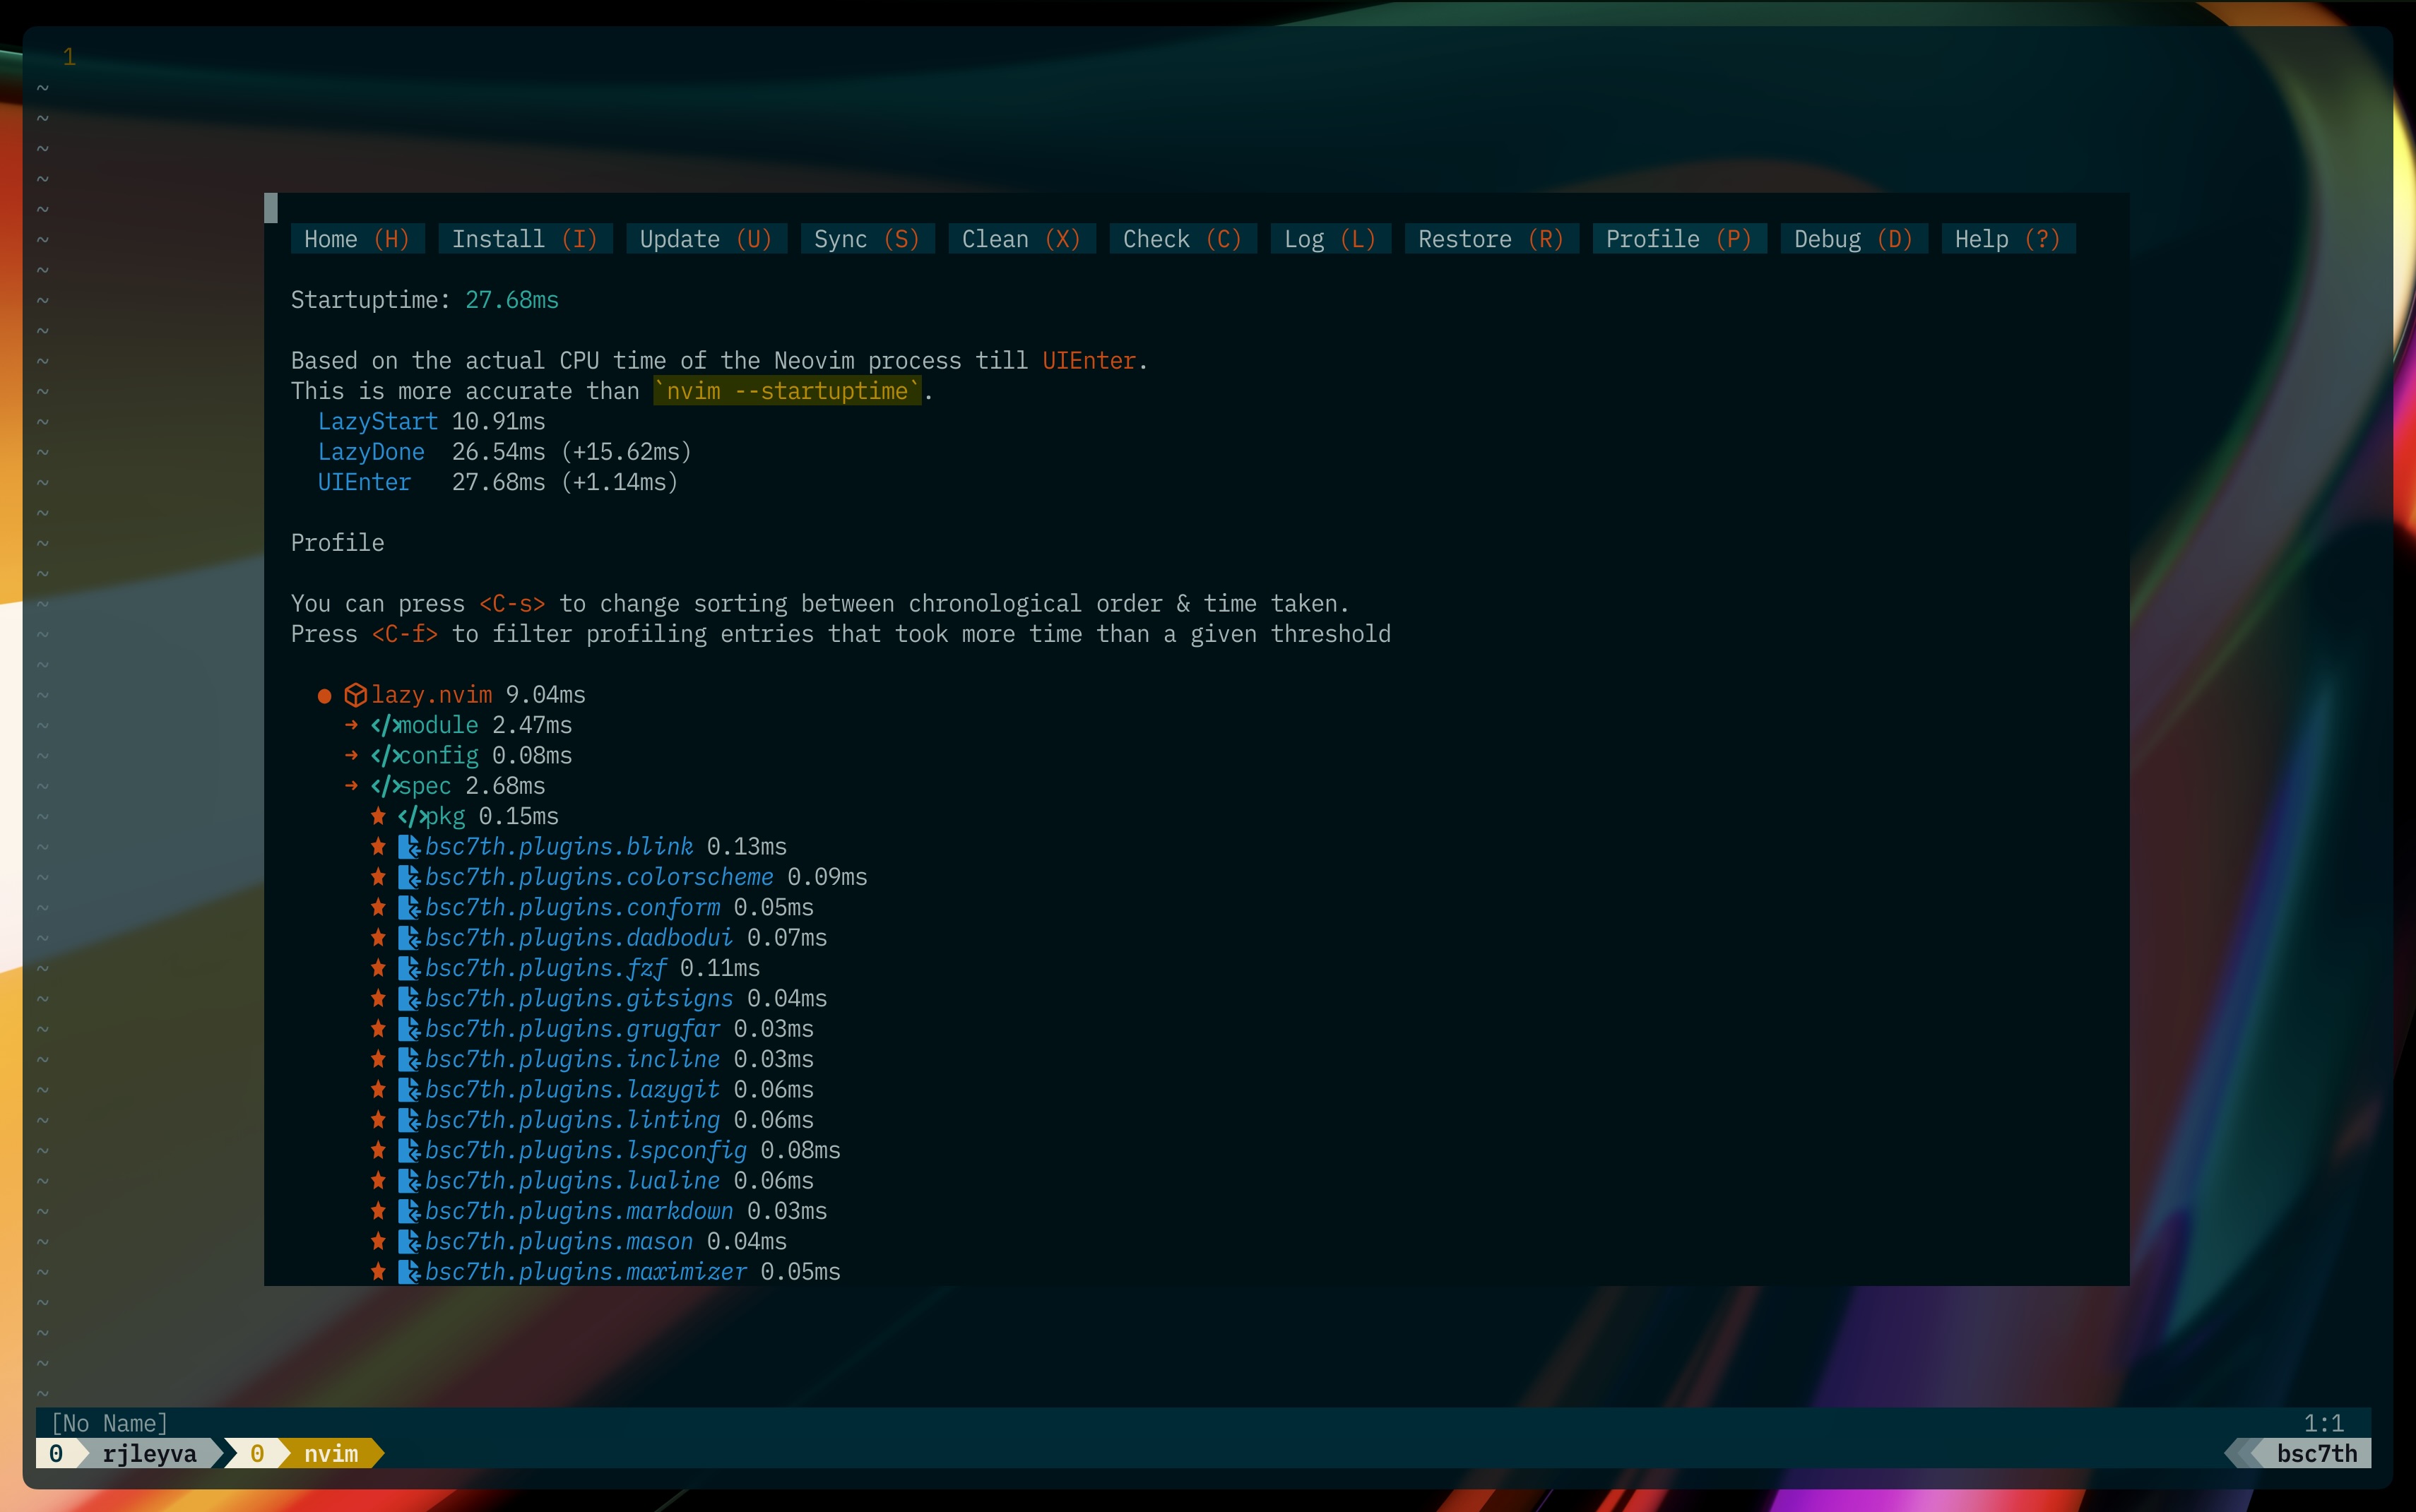 1
~
~
~
~
~
Home (H) Install (I) Update (U) Sync (S) Clean (X) Check (C) Log (L) Restore (R) Profile (P) Debug (D) Help (?)
Startuptime: 27.68ms
Based on the actual CPU time of the Neovim process till UIEnter.
This is more accurate than `nvim --startuptime`.
LazyStart 10.91ms
LazyDone 26.54ms (+15.62ms)
UIEnter 27.68ms (+1.14ms)
Profile
You can press <C-s> to change sorting between chronological order & time taken.
Press <C-f> to filter profiling entries that took more time than a given threshold
● lazy.nvim 9.04ms
➜ </>module 2.47ms
➜ </>config 0.08ms
➜ </>spec 2.68ms
★ </>pkg 0.15ms
★ bsc7th.plugins.blink 0.13ms
★ bsc7th.plugins.colorscheme 0.09ms
★ bsc7th.plugins.conform 0.05ms
★ bsc7th.plugins.dadbodui 0.07ms
★ bsc7th.plugins.fzf 0.11ms
★ bsc7th.plugins.gitsigns 0.04ms
★ bsc7th.plugins.grugfar 0.03ms
★ bsc7th.plugins.incline 0.03ms
★ bsc7th.plugins.lazygit 0.06ms
★ bsc7th.plugins.linting 0.06ms
★ bsc7th.plugins.lspconfig 0.08ms
★ bsc7th.plugins.lualine 0.06ms
★ bsc7th.plugins.markdown 0.03ms
★ bsc7th.plugins.mason 0.04ms
★ bsc7th.plugins.maximizer 0.05ms
[No Name] 1:1
0 rjleyva 0 nvim bsc7th